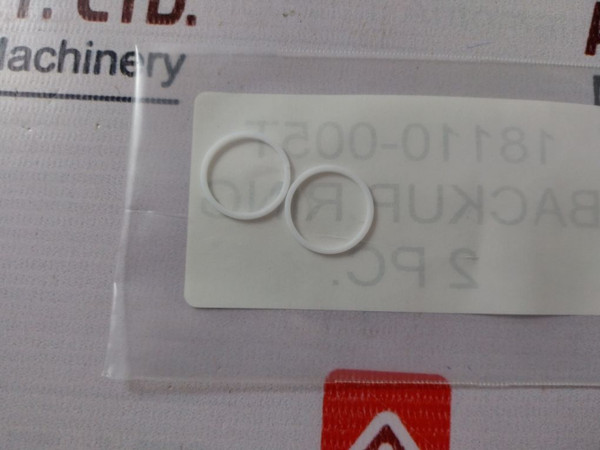 T. LTD.
Machinery
18110-005T
BACKUP RING
2 PC.